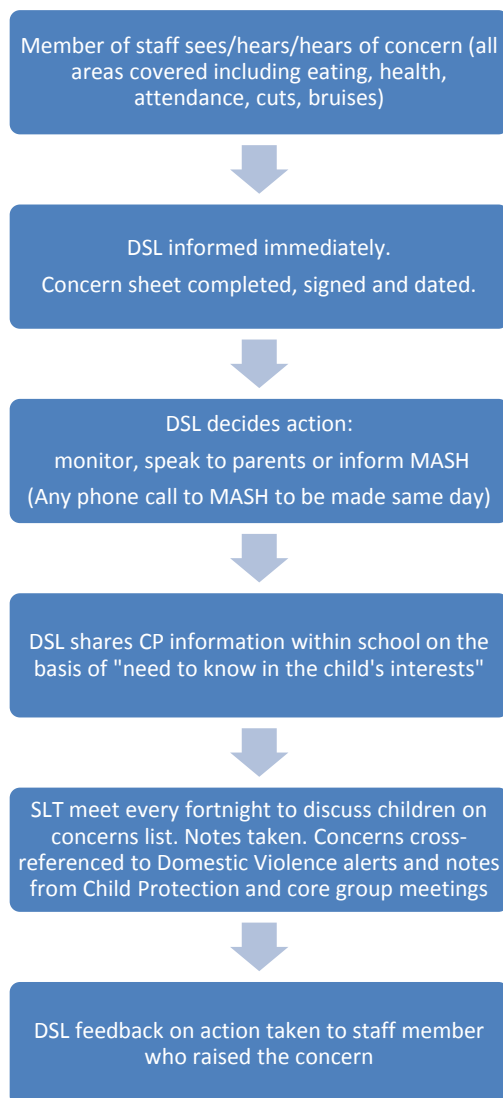 Member of staff sees/hears/hears of concern (all
areas covered including eating, health,
attendance, cuts, bruises)
DSL informed immediately.
Concern sheet completed, signed and dated.
DSL decides action:
monitor, speak to parents or inform MASH
(Any phone call to MASH to be made same day)
DSL shares CP information within school on the
basis of "need to know in the child's interests"
SLT meet every fortnight to discuss children on
concerns list. Notes taken. Concerns cross-
referenced to Domestic Violence alerts and notes
from Child Protection and core group meetings
DSL feedback on action taken to staff member
who raised the concern